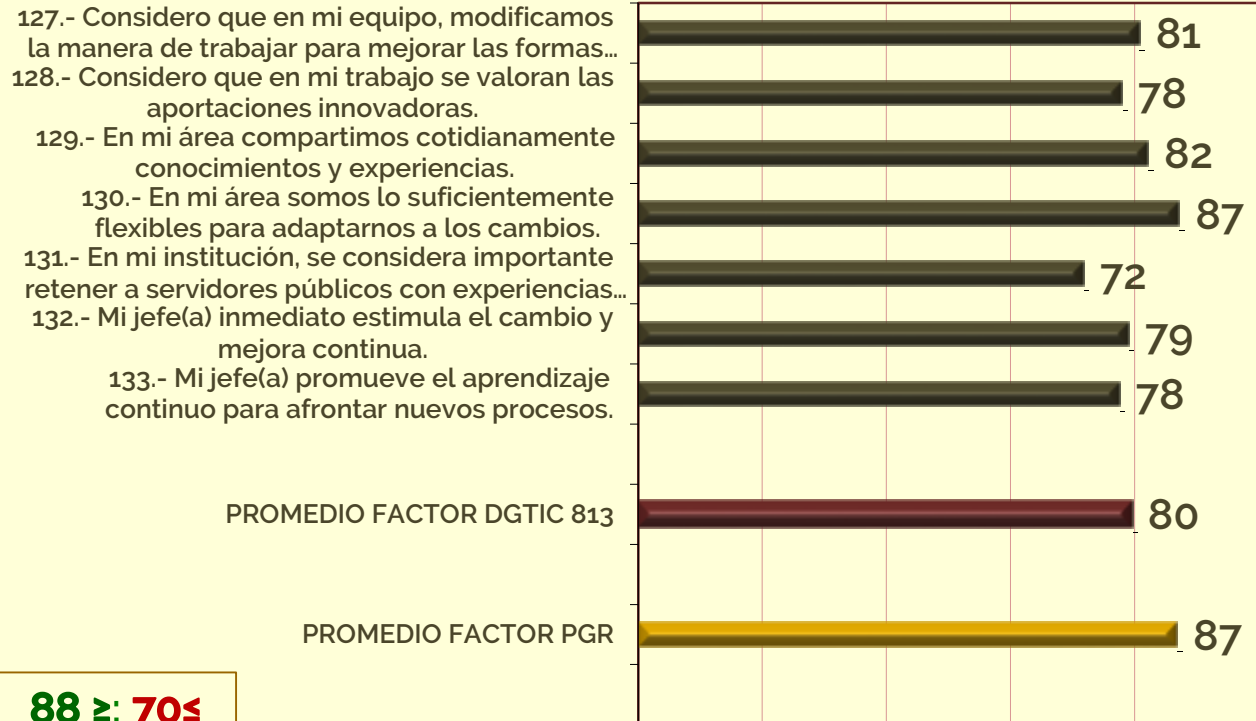 127.- Considero que en mi equipo, modificamos
la manera de trabajar para mejorar las formas…
81
128.- Considero que en mi trabajo se valoran las
aportaciones innovadoras.
78
129.- En mi área compartimos cotidianamente
conocimientos y experiencias.
82
130.- En mi área somos lo suficientemente
flexibles para adaptarnos a los cambios.
87
131.- En mi institución, se considera importante
retener a servidores públicos con experiencias…
72
132.- Mi jefe(a) inmediato estimula el cambio y
mejora continua.
79
133.- Mi jefe(a) promueve el aprendizaje
continuo para afrontar nuevos procesos.
78
PROMEDIO FACTOR DGTIC 813
80
PROMEDIO FACTOR PGR
87
88 ≥: 70≤